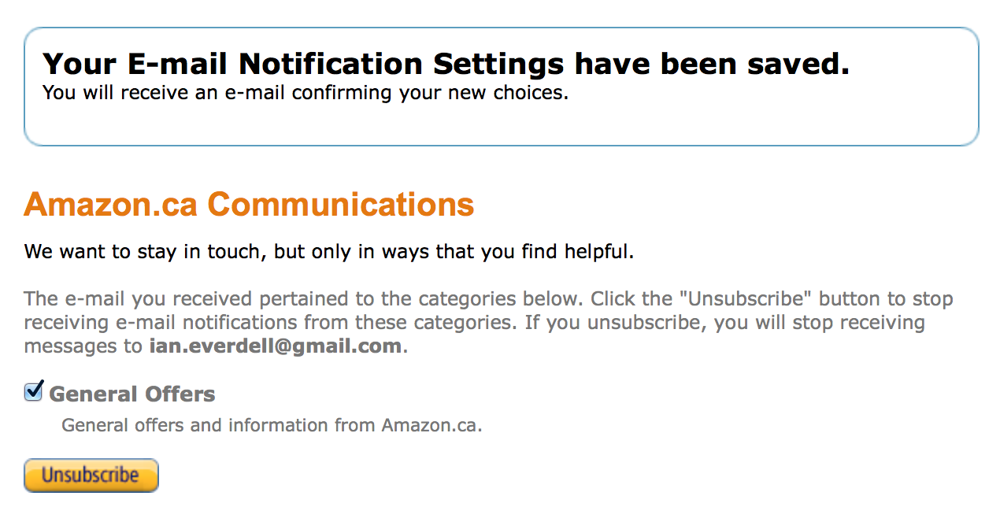 Your E-mail Notification Settings have been saved.
You will receive an e-mail confirming your new choices.
Amazon.ca Communications
We want to stay in touch, but only in ways that you find helpful.
The e-mail you received pertained to the categories below. Click the "Unsubscribe" button to stop
receiving e-mail notifications from these categories. If you unsubscribe, you will stop receiving
messages to ian.everdell@gmail.com.
General Offers
General offers and information from Amazon.ca.
Unsubscribe